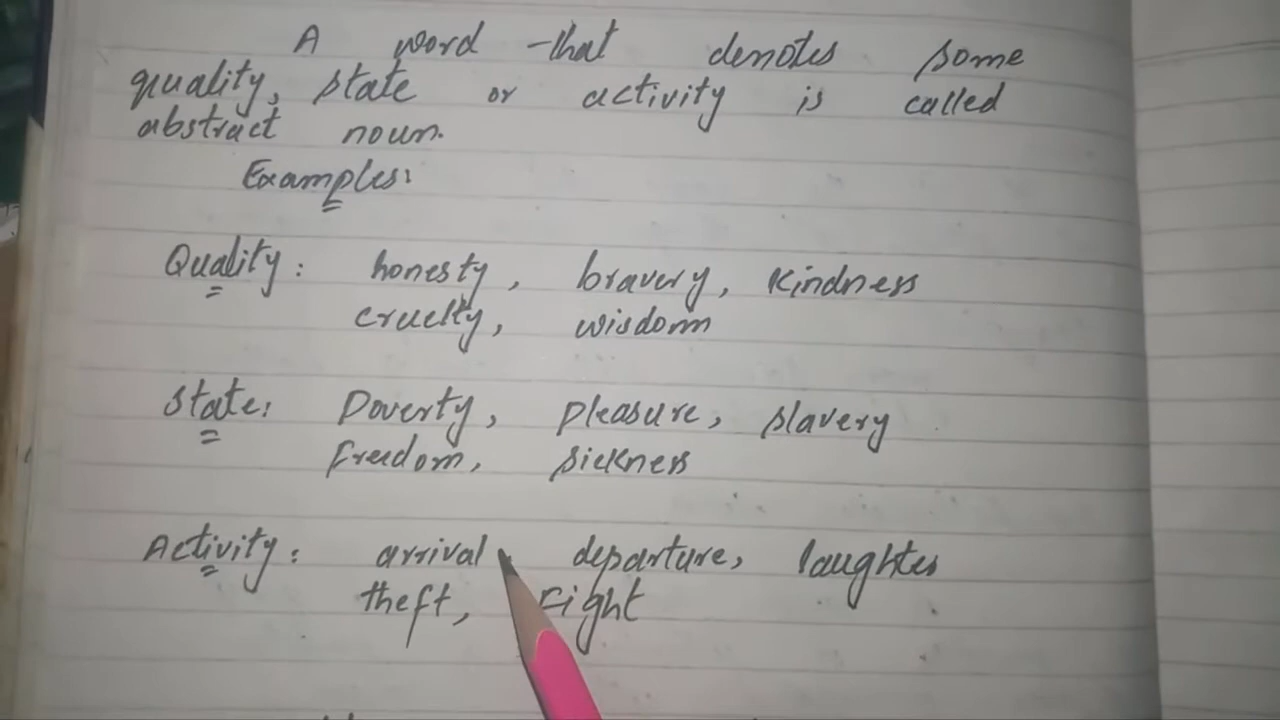 A word that denotes some
quality, state or activity is called
abstract noun.
Examples:
Quality: honesty, bravery, kindness
cruelty, wisdom
State: Poverty, pleasure, slavery
freedom, sickness
Activity: arrival departure, laughter
theft, fight